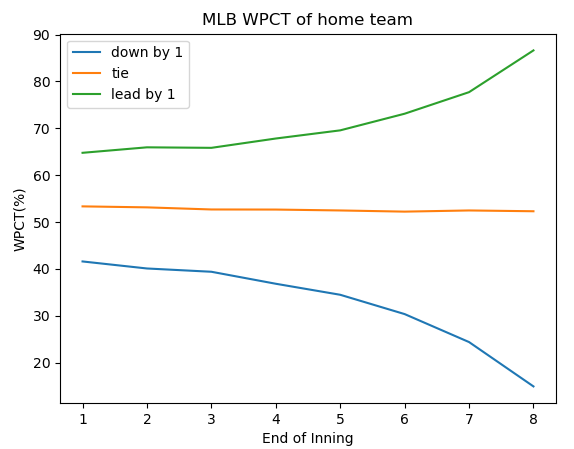 MLB WPCT of home team
down by 1
tie
lead by 1
WPCT(%)
90
80
70
60
50
40
30
20
1 2 3 4 5 6 7 8
End of Inning